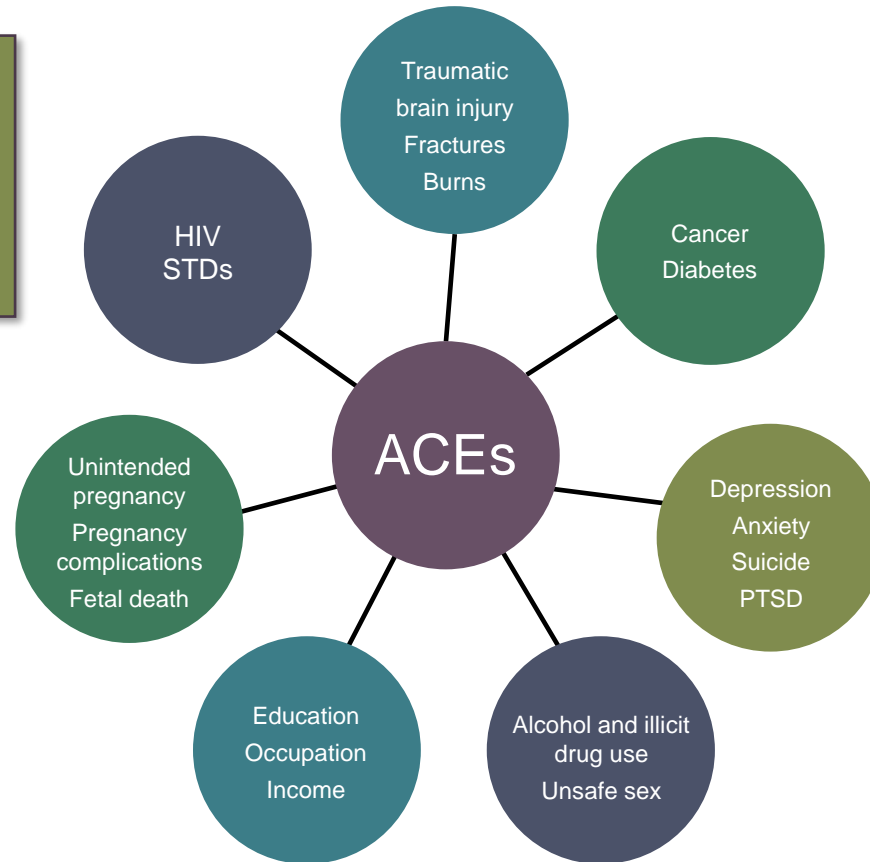 Traumatic
brain injury
Fractures
Burns
HIV
STDs
Cancer
Diabetes
ACEs
Unintended
pregnancy
Pregnancy
complications
Fetal death
Depression
Anxiety
Suicide
PTSD
Education
Occupation
Income
Alcohol and illicit
drug use
Unsafe sex